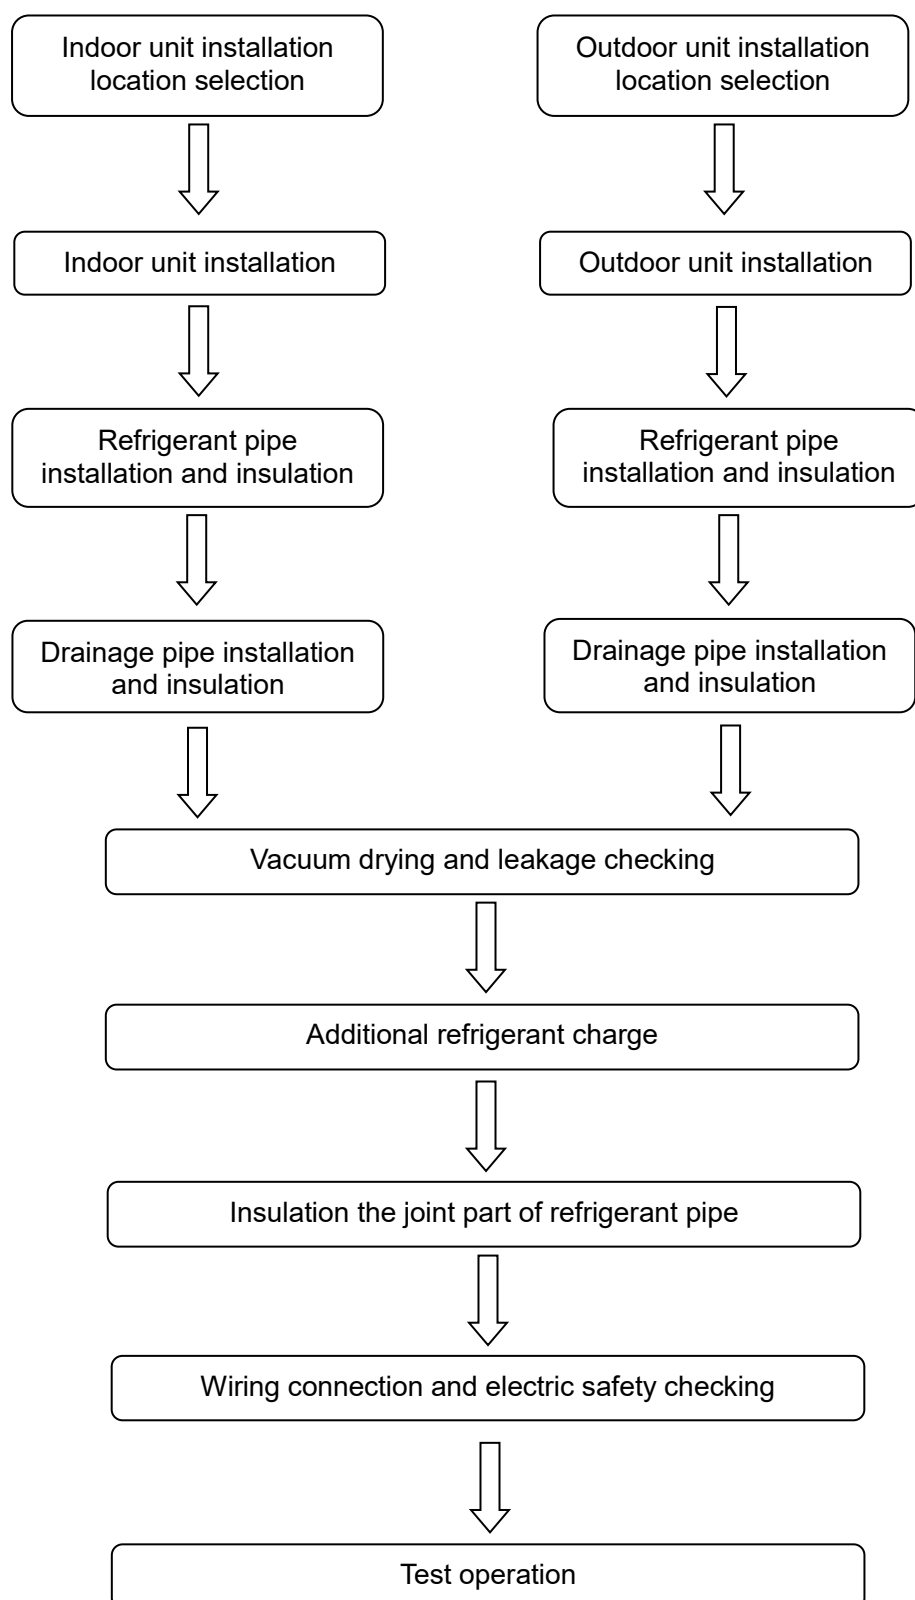 Indoor unit installation
location selection
Outdoor unit installation
location selection
Indoor unit installation
Outdoor unit installation
Refrigerant pipe
installation and insulation
Refrigerant pipe
installation and insulation
Drainage pipe installation
and insulation
Drainage pipe installation
and insulation
Vacuum drying and leakage checking
Additional refrigerant charge
Insulation the joint part of refrigerant pipe
Wiring connection and electric safety checking
Test operation